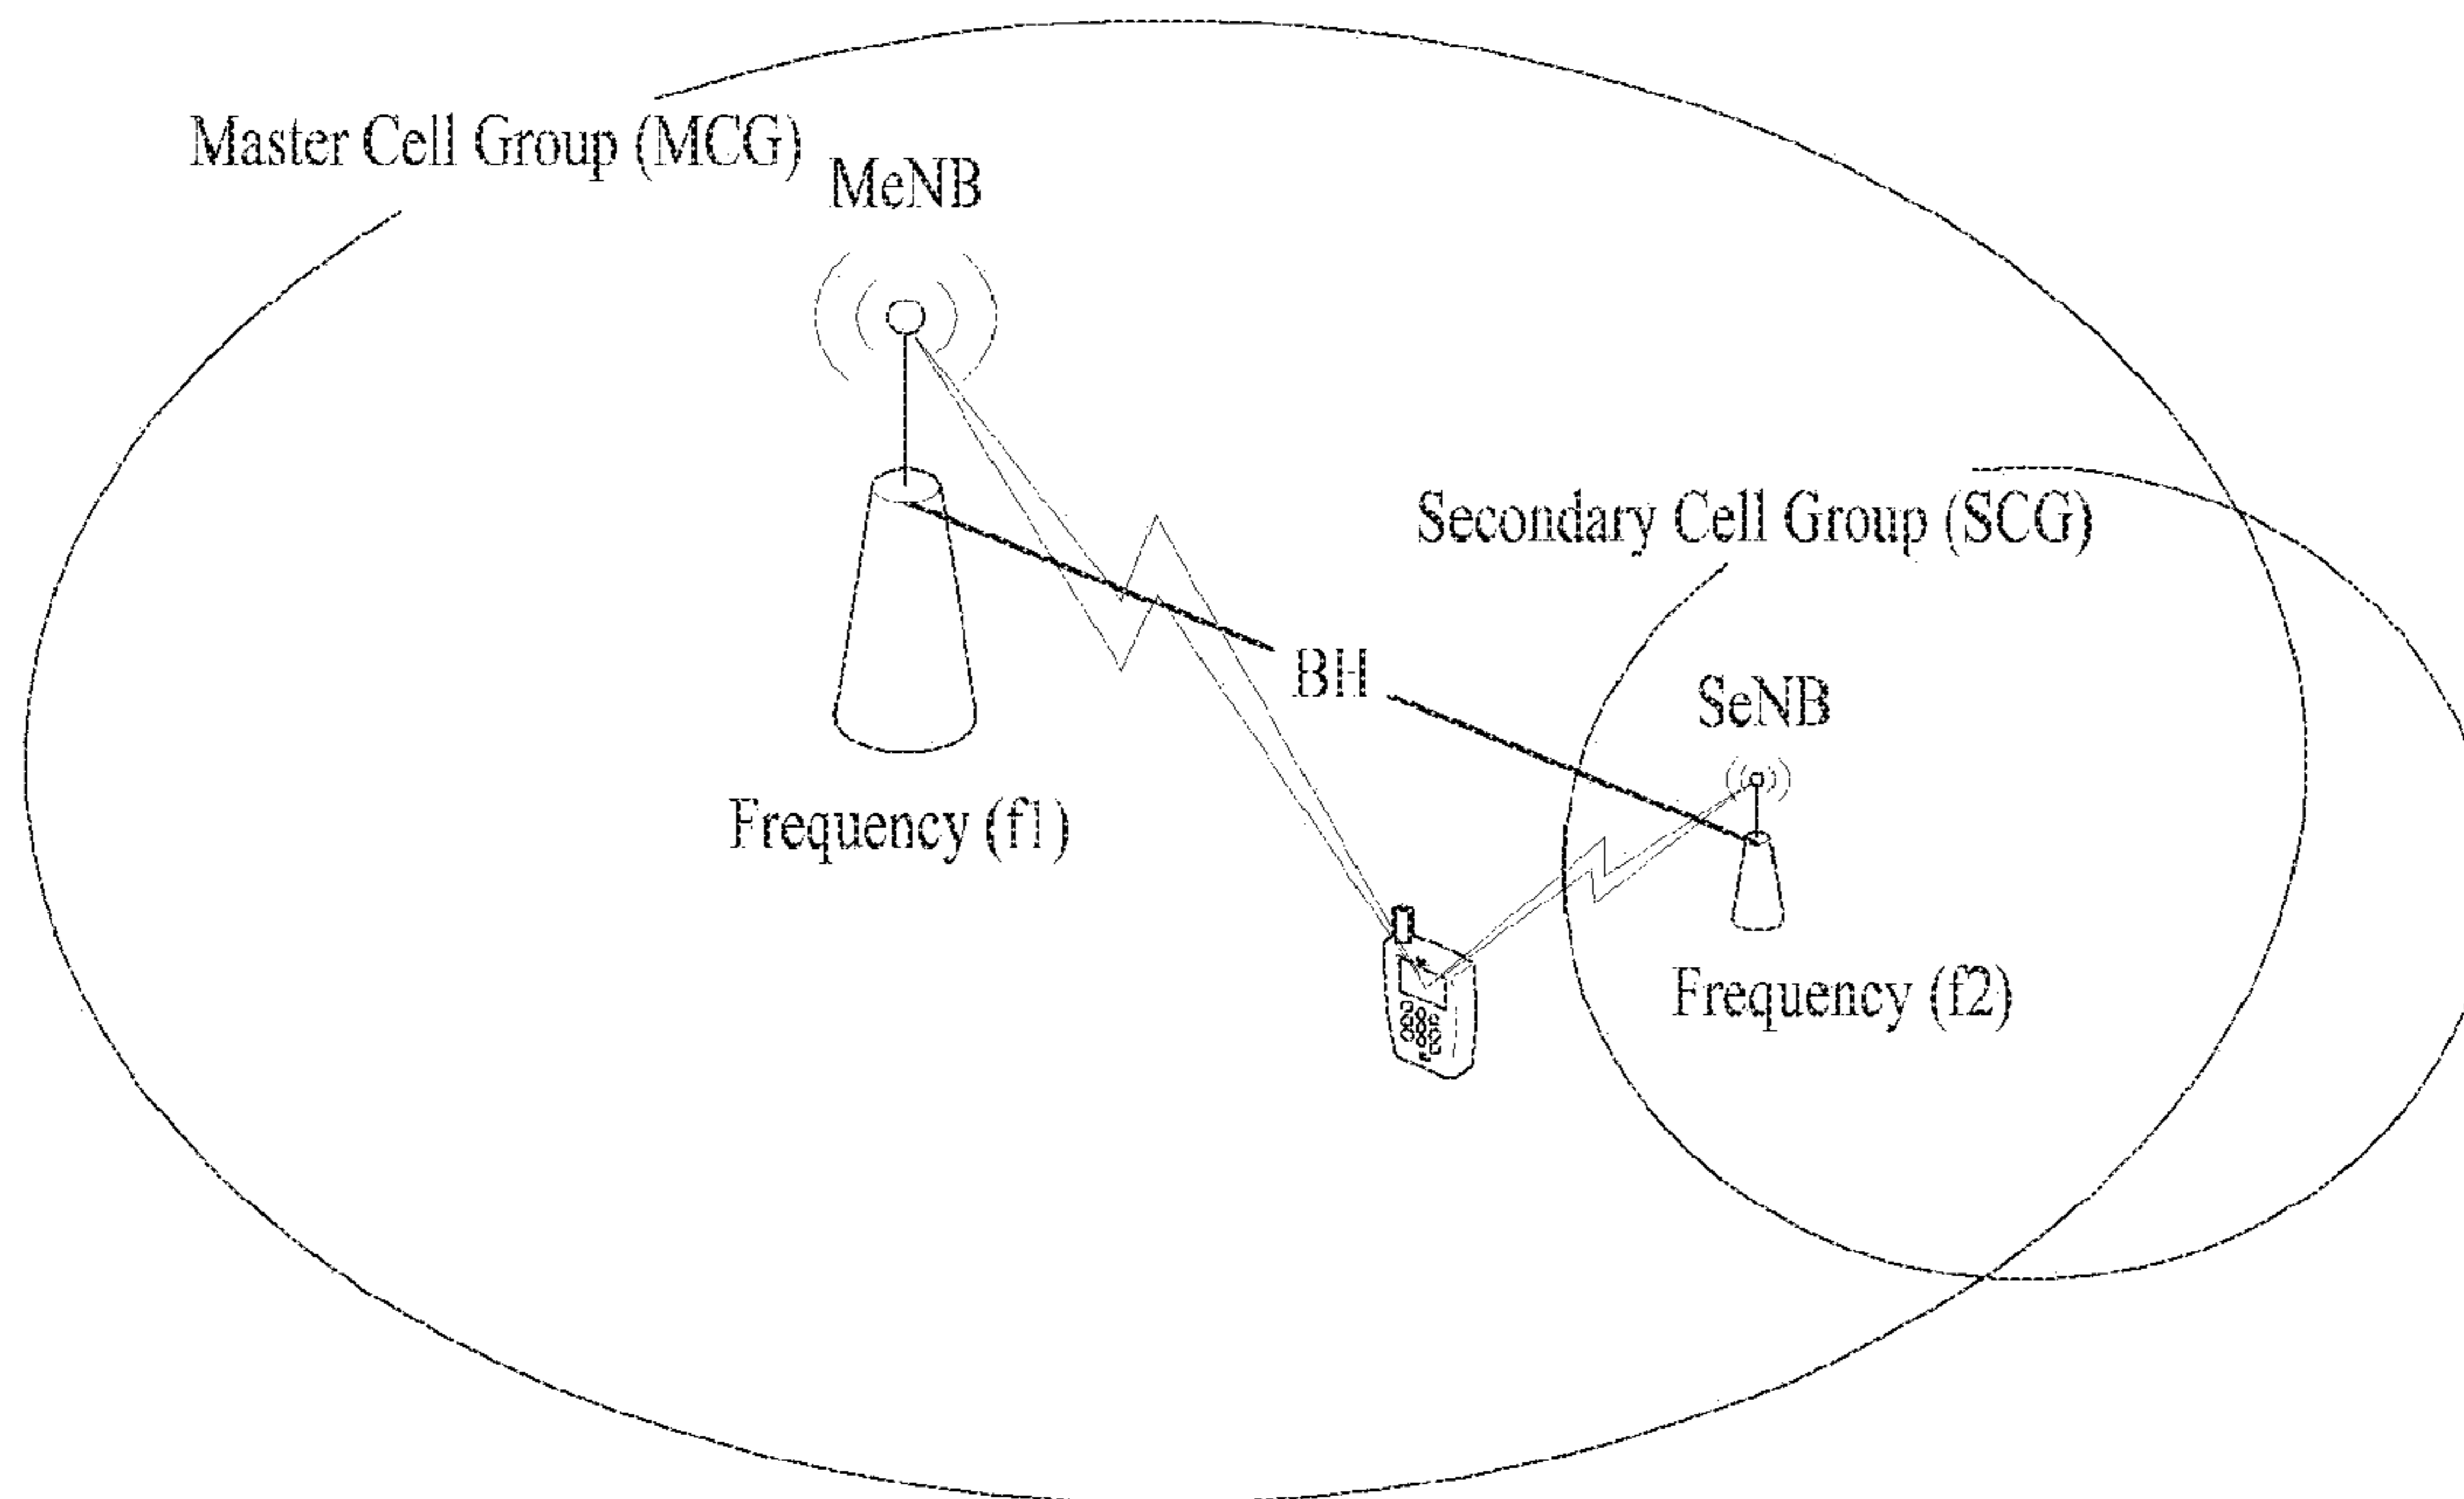 Master Cell Group (MCG)
MeNB
Secondary Cell Group (SCG)
BH
SeNB
Frequency (f1)
Frequency (f2)